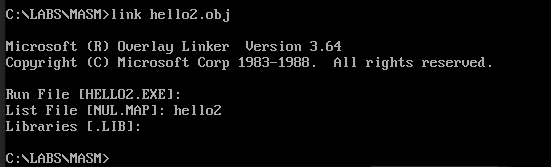 C:\LABS\MASM>link hello2.obj
Microsoft (R) Overlay Linker  Version 3.64
Copyright (C) Microsoft Corp 1983-1988.  All rights reserved.
Run File [HELLO2.EXE]:
List File [NUL.MAP]: hello2
Libraries [.LIB]:
C:\LABS\MASM>